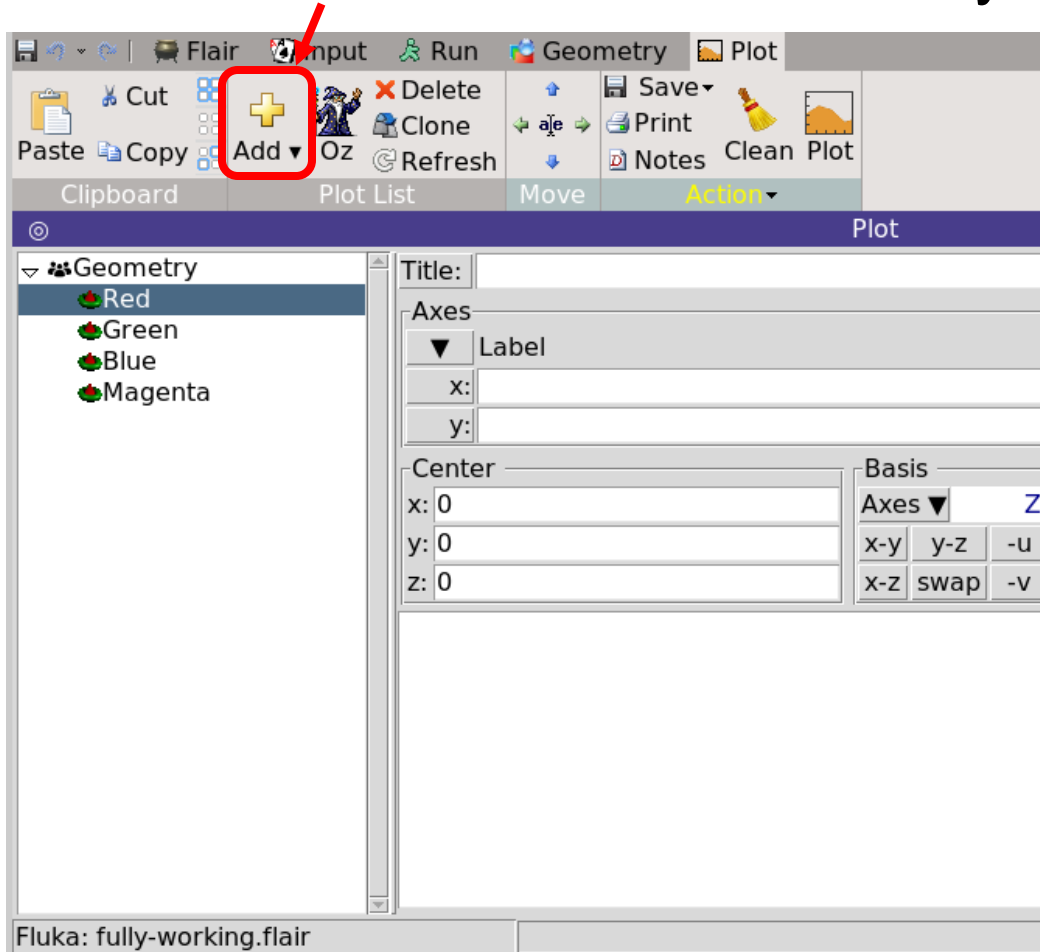 y
Flair Input Run Geometry Plot
Paste Cut Copy
Add ▾ Oz Delete Clone Refresh
Save▾ Print Notes Clean Plot
Clipboard Plot List Move Action▾
Plot
Geometry
Red
Green
Blue
Magenta
Title:
Axes
▼ Label
x:
y:
Center Basis
x: 0 Axes ▼ Z
y: 0 x-y y-z -u
z: 0 x-z swap -v
Fluka: fully-working.flair